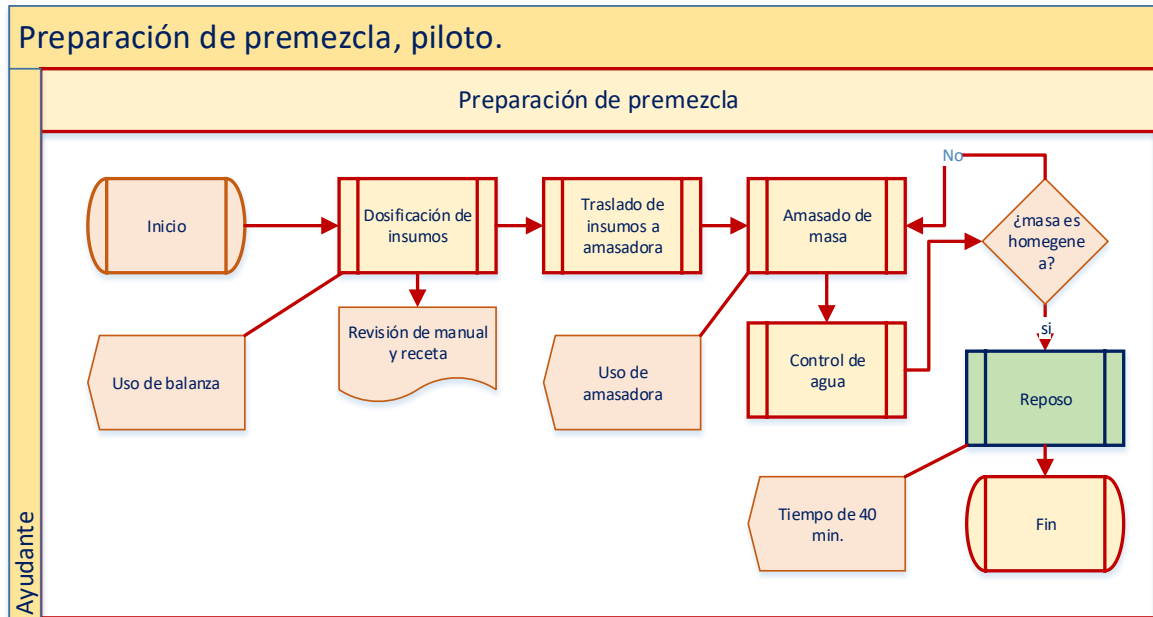 Preparación de premezcla, piloto.
Preparación de premezcla
Ayudante
Inicio
Dosificación de
insumos
Traslado de
insumos a
amasadora
Amasado de
masa
No
¿masa es
homegene
a?
si
Uso de balanza
Revisión de manual
y receta
Uso de
amasadora
Control de
agua
Reposo
Tiempo de 40
min.
Fin